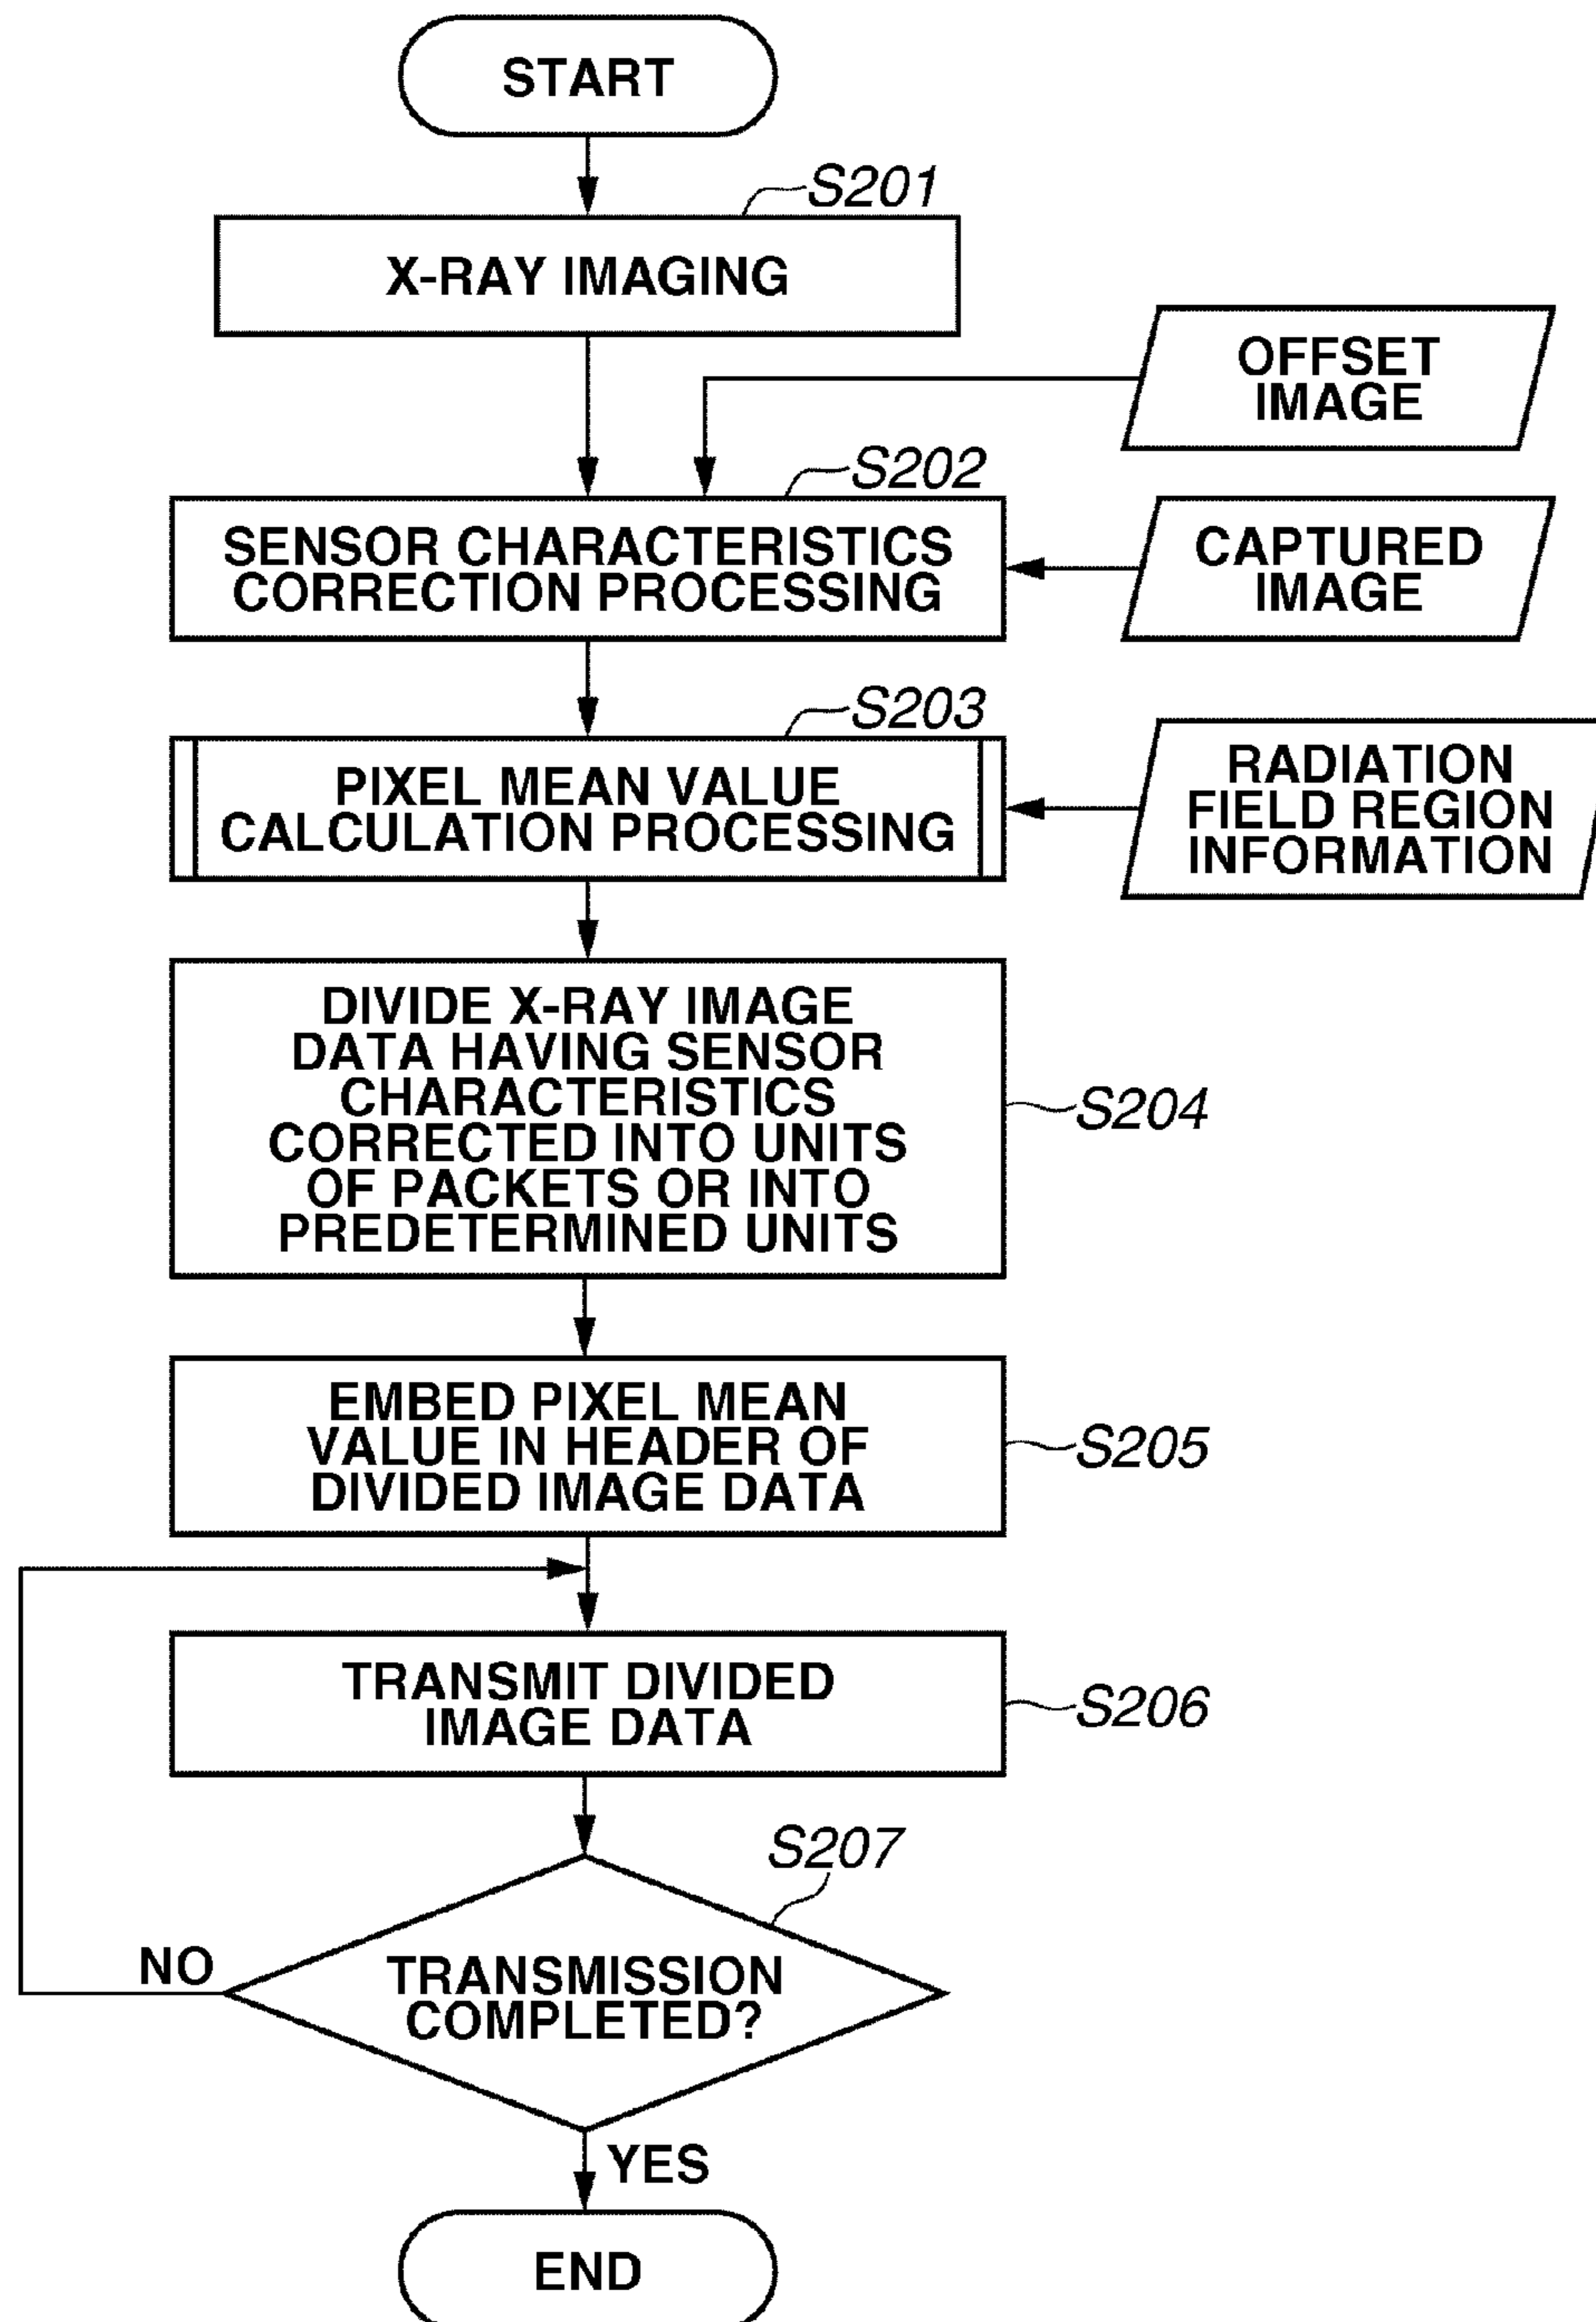 START
S201
X-RAY IMAGING
OFFSET
IMAGE
S202
SENSOR CHARACTERISTICS
CORRECTION PROCESSING
CAPTURED
IMAGE
S203
PIXEL MEAN VALUE
CALCULATION PROCESSING
RADIATION
FIELD REGION
INFORMATION
DIVIDE X-RAY IMAGE
DATA HAVING SENSOR
CHARACTERISTICS
CORRECTED INTO UNITS
OF PACKETS OR INTO
PREDETERMINED UNITS
S204
EMBED PIXEL MEAN
VALUE IN HEADER OF
DIVIDED IMAGE DATA
S205
TRANSMIT DIVIDED
IMAGE DATA
S206
S207
NO
TRANSMISSION
COMPLETED?
YES
END